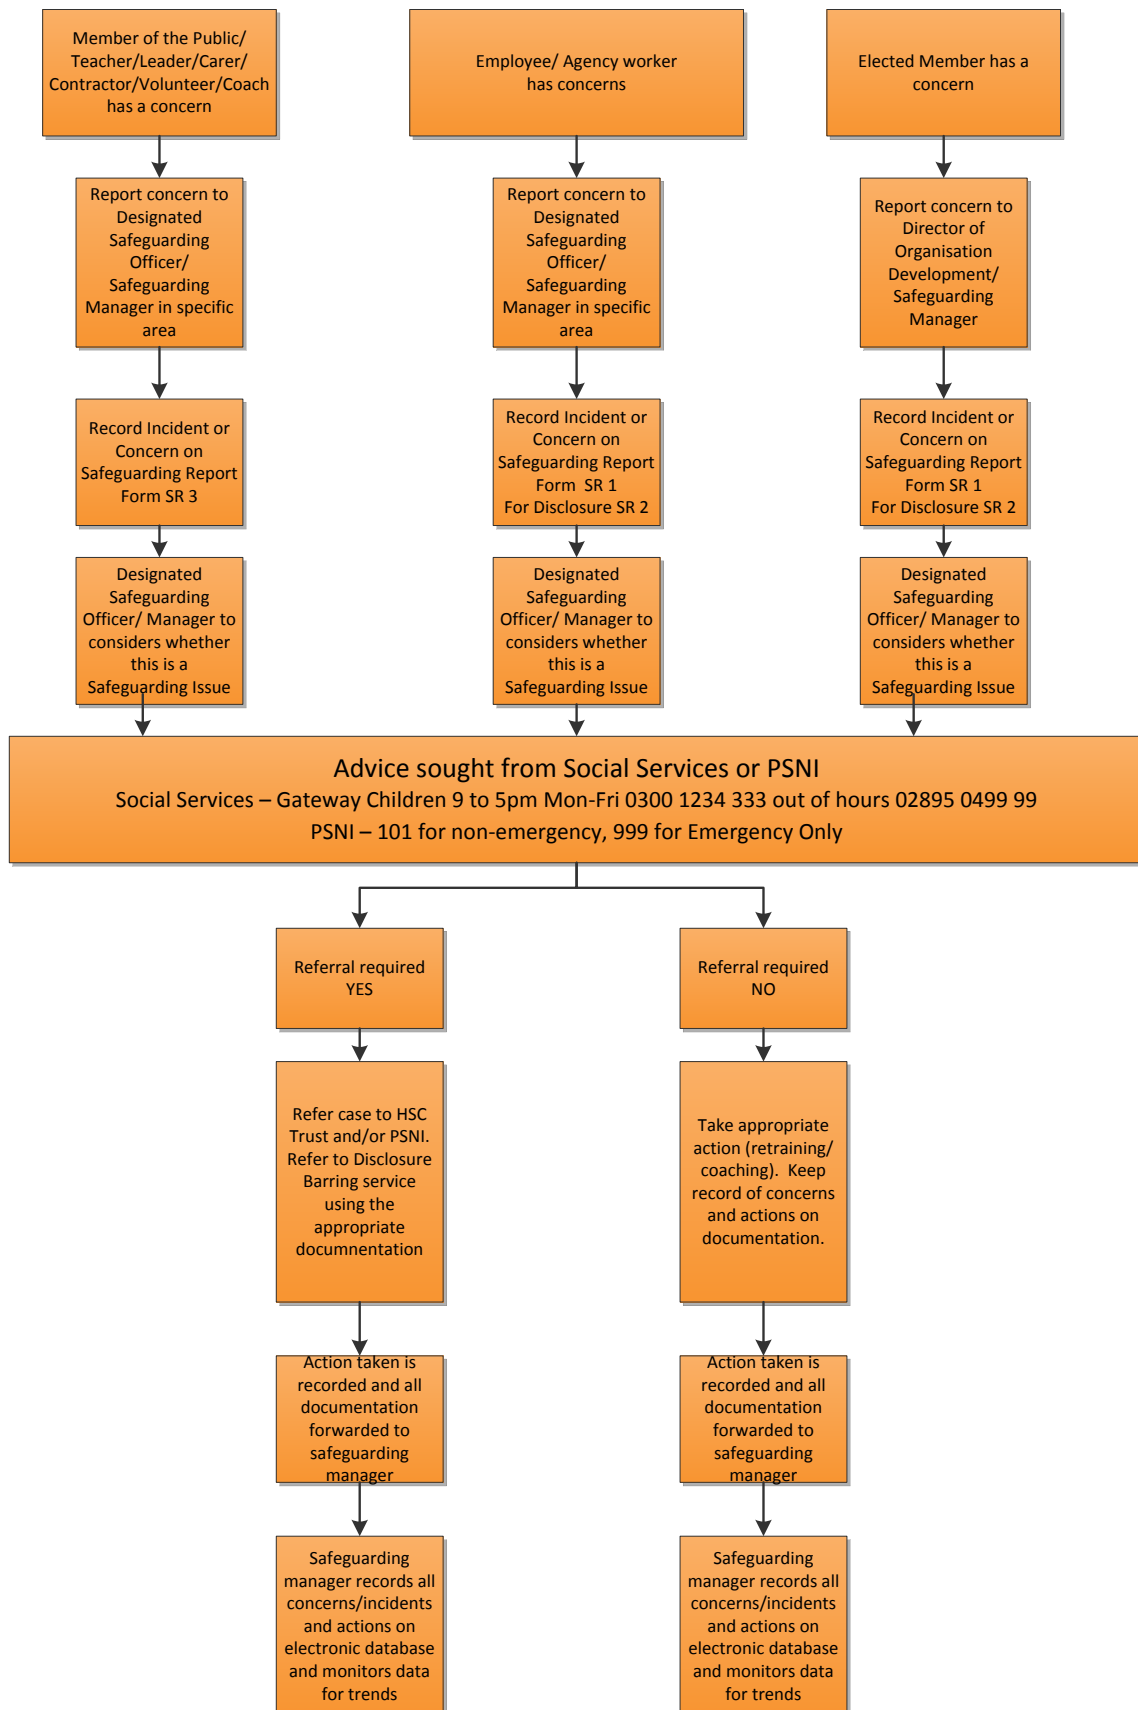 Member of the Public/
Teacher/Leader/Carer/
Contractor/Volunteer/Coach
has a concern
Employee/ Agency worker
has concerns
Elected Member has a
concern
Report concern to
Designated
Safeguarding
Officer/
Safeguarding
Manager in specific
area
Report concern to
Designated
Safeguarding
Officer/
Safeguarding
Manager in specific
area
Report concern to
Director of
Organisation
Development/
Safeguarding
Manager
Record Incident or
Concern on
Safeguarding Report
Form SR 3
Record Incident or
Concern on
Safeguarding Report
Form  SR 1
For Disclosure SR 2
Record Incident or
Concern on
Safeguarding Report
Form SR 1
For Disclosure SR 2
Designated
Safeguarding
Officer/ Manager to
considers whether
this is a
Safeguarding Issue
Designated
Safeguarding
Officer/ Manager to
considers whether
this is a
Safeguarding Issue
Designated
Safeguarding
Officer/ Manager to
considers whether
this is a
Safeguarding Issue
Advice sought from Social Services or PSNI
Social Services – Gateway Children 9 to 5pm Mon-Fri 0300 1234 333 out of hours 02895 0499 99
PSNI – 101 for non-emergency, 999 for Emergency Only
Referral required
YES
Referral required
NO
Refer case to HSC
Trust and/or PSNI.
Refer to Disclosure
Barring service
using the
appropriate
documnentation
Take appropriate
action (retraining/
coaching).  Keep
record of concerns
and actions on
documentation.
Action taken is
recorded and all
documentation
forwarded to
safeguarding
manager
Action taken is
recorded and all
documentation
forwarded to
safeguarding
manager
Safeguarding
manager records all
concerns/incidents
and actions on
electronic database
and monitors data
for trends
Safeguarding
manager records all
concerns/incidents
and actions on
electronic database
and monitors data
for trends